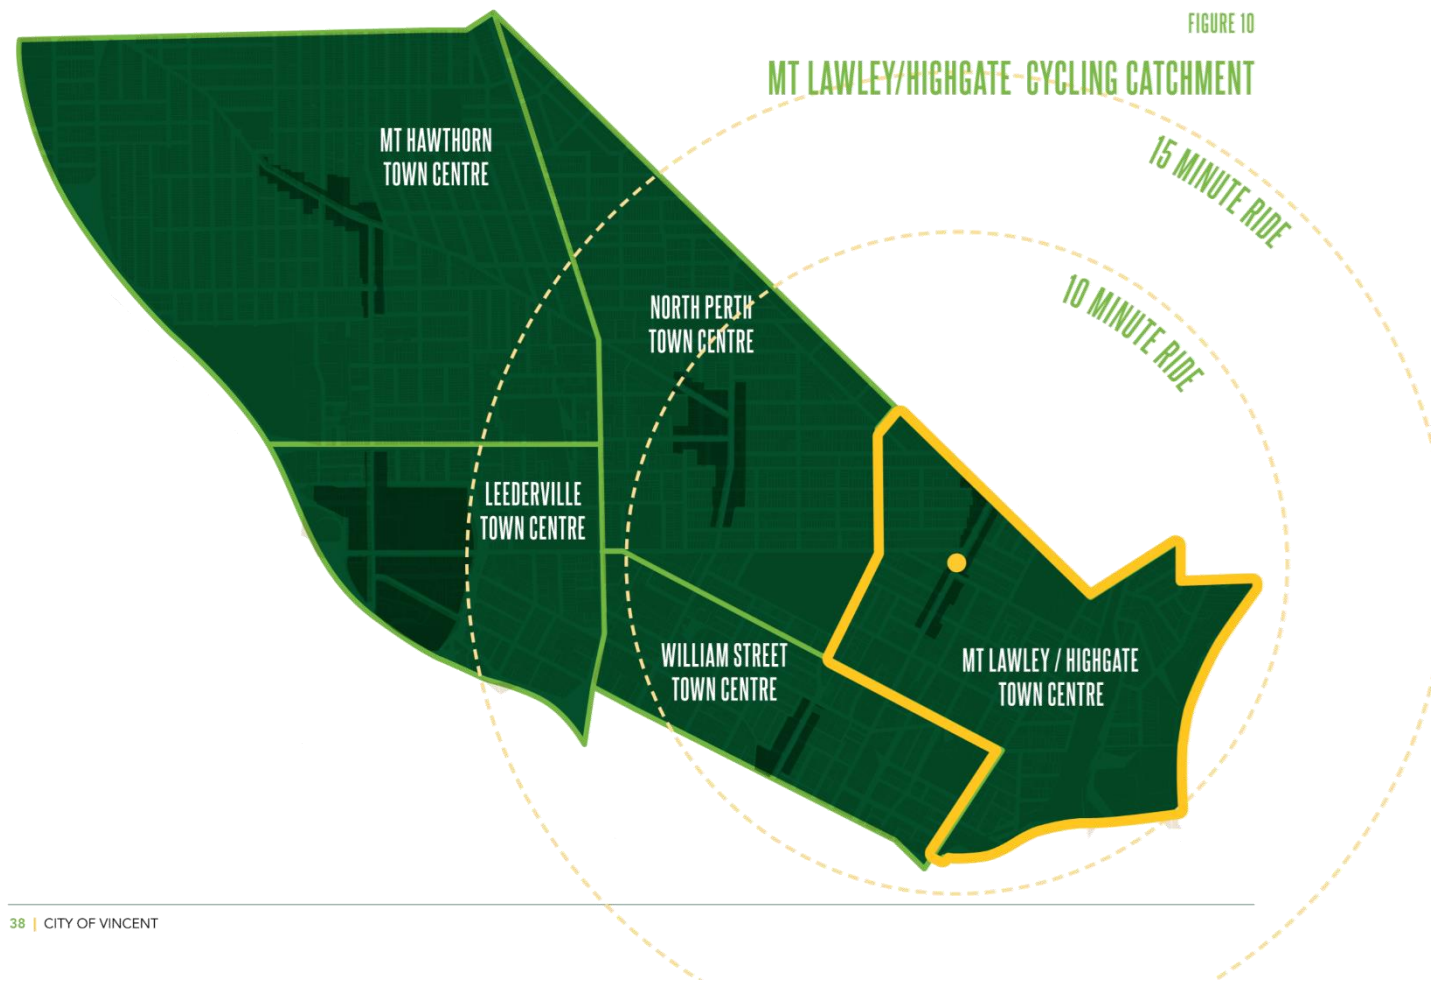 FIGURE 10
MT LAWLEY/HIGHGATE CYCLING CATCHMENT
15 MINUTE RIDE
10 MINUTE RIDE
MT HAWTHORN
TOWN CENTRE
NORTH PERTH
TOWN CENTRE
LEEDERVILLE
TOWN CENTRE
WILLIAM STREET
TOWN CENTRE
MT LAWLEY / HIGHGATE
TOWN CENTRE
38 | CITY OF VINCENT